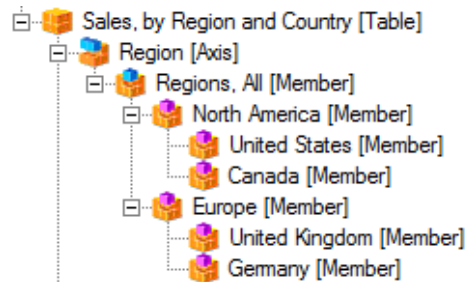 Sales, by Region and Country [Table]
Region [Axis]
Regions, All [Member]
North America [Member]
United States [Member]
Canada [Member]
Europe [Member]
United Kingdom [Member]
Germany [Member]